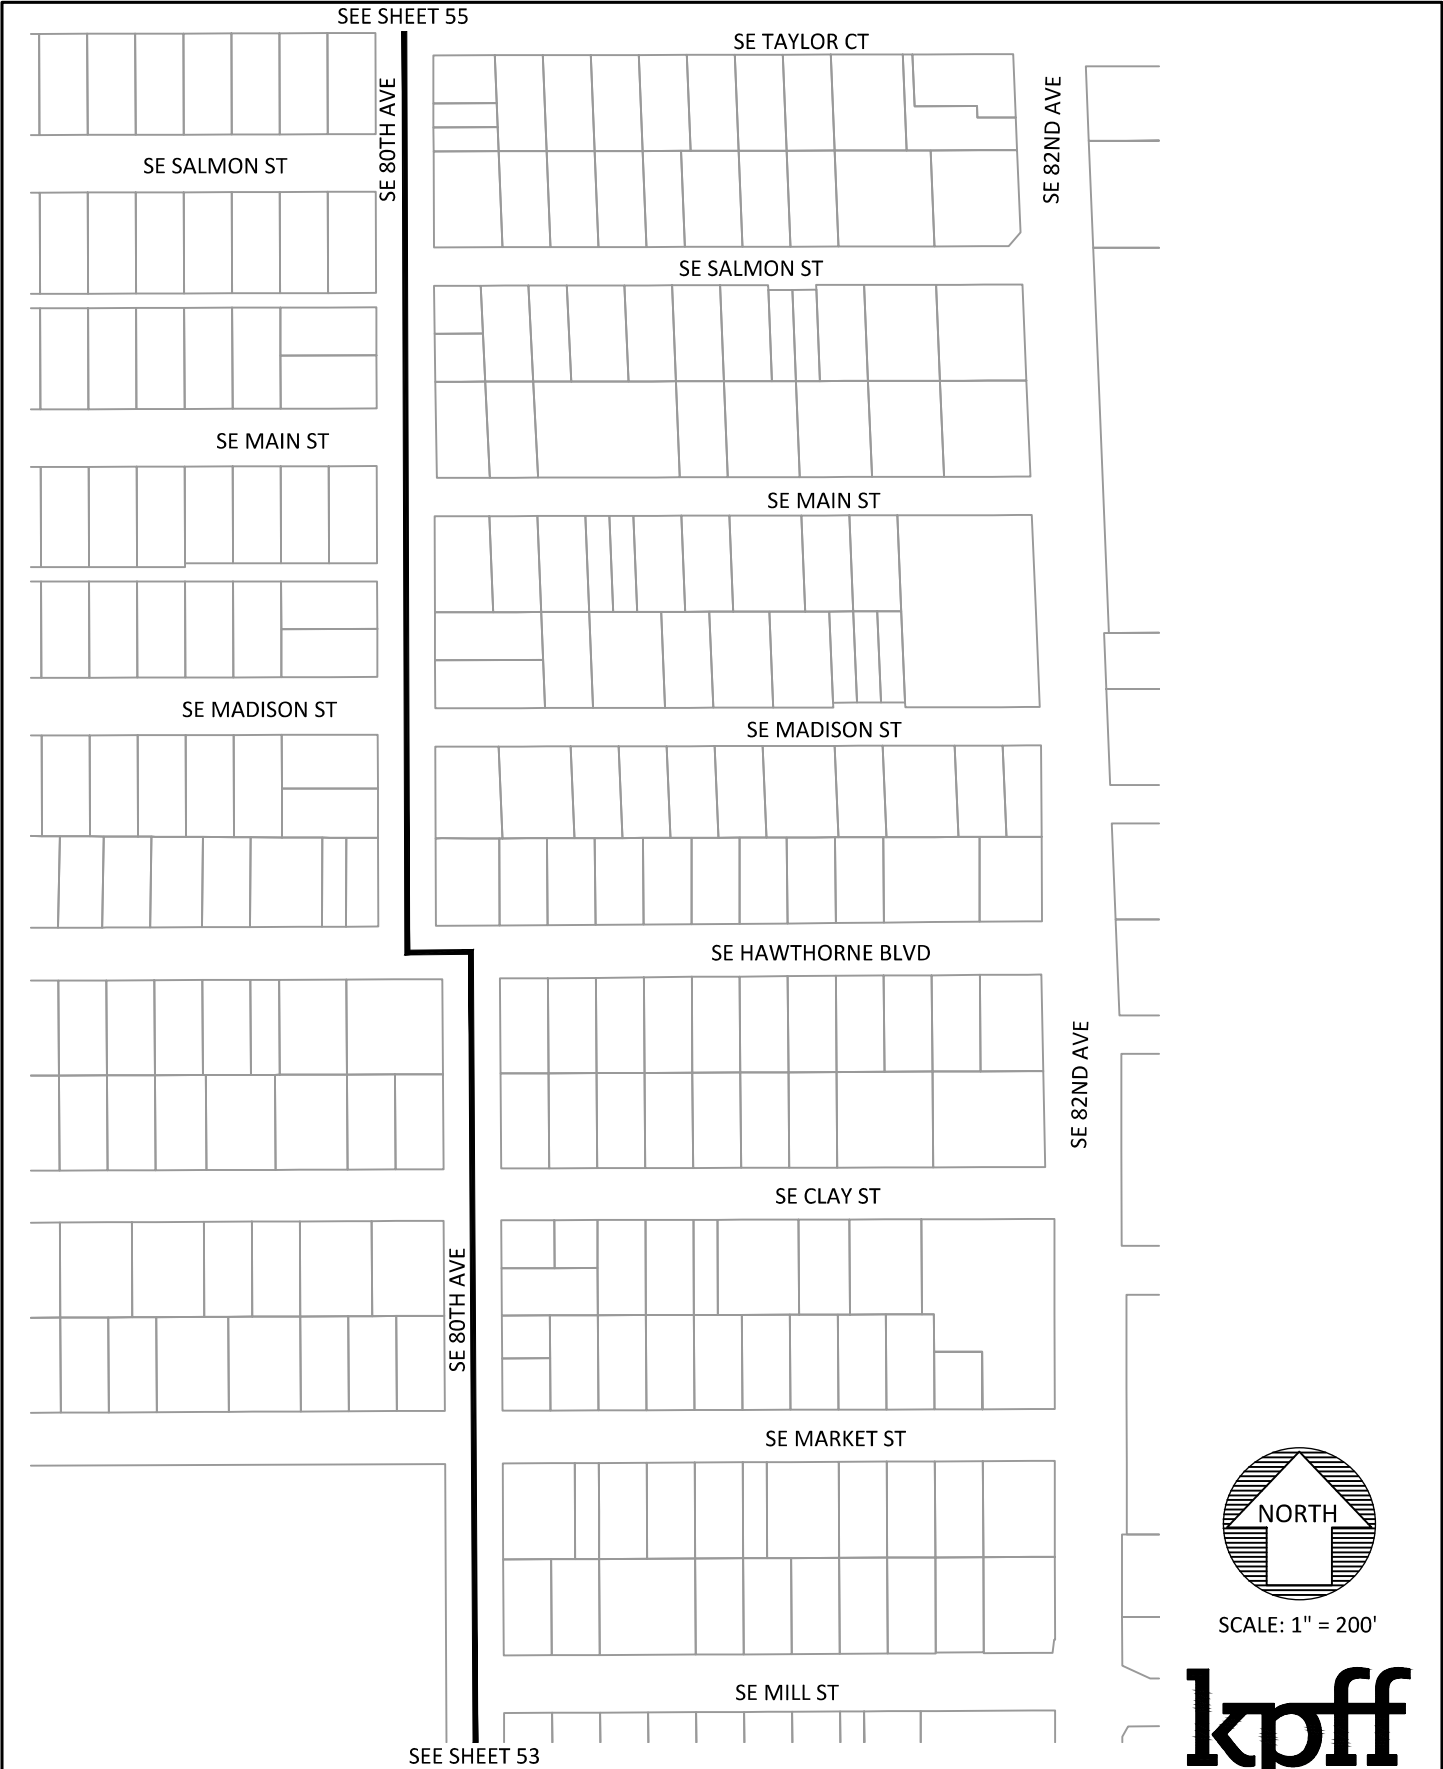 SEE SHEET 55
SE TAYLOR CT
SE 80TH AVE
SE 82ND AVE
SE SALMON ST
SE SALMON ST
SE MAIN ST
SE MAIN ST
SE MADISON ST
SE MADISON ST
SE HAWTHORNE BLVD
SE 82ND AVE
SE CLAY ST
SE 80TH AVE
SE MARKET ST
NORTH
SCALE: 1" = 200'
SE MILL ST
kpff
SEE SHEET 53